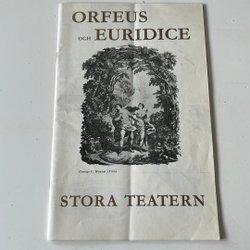 ORFEUS
OCH EURIDICE
STORA TEATERN